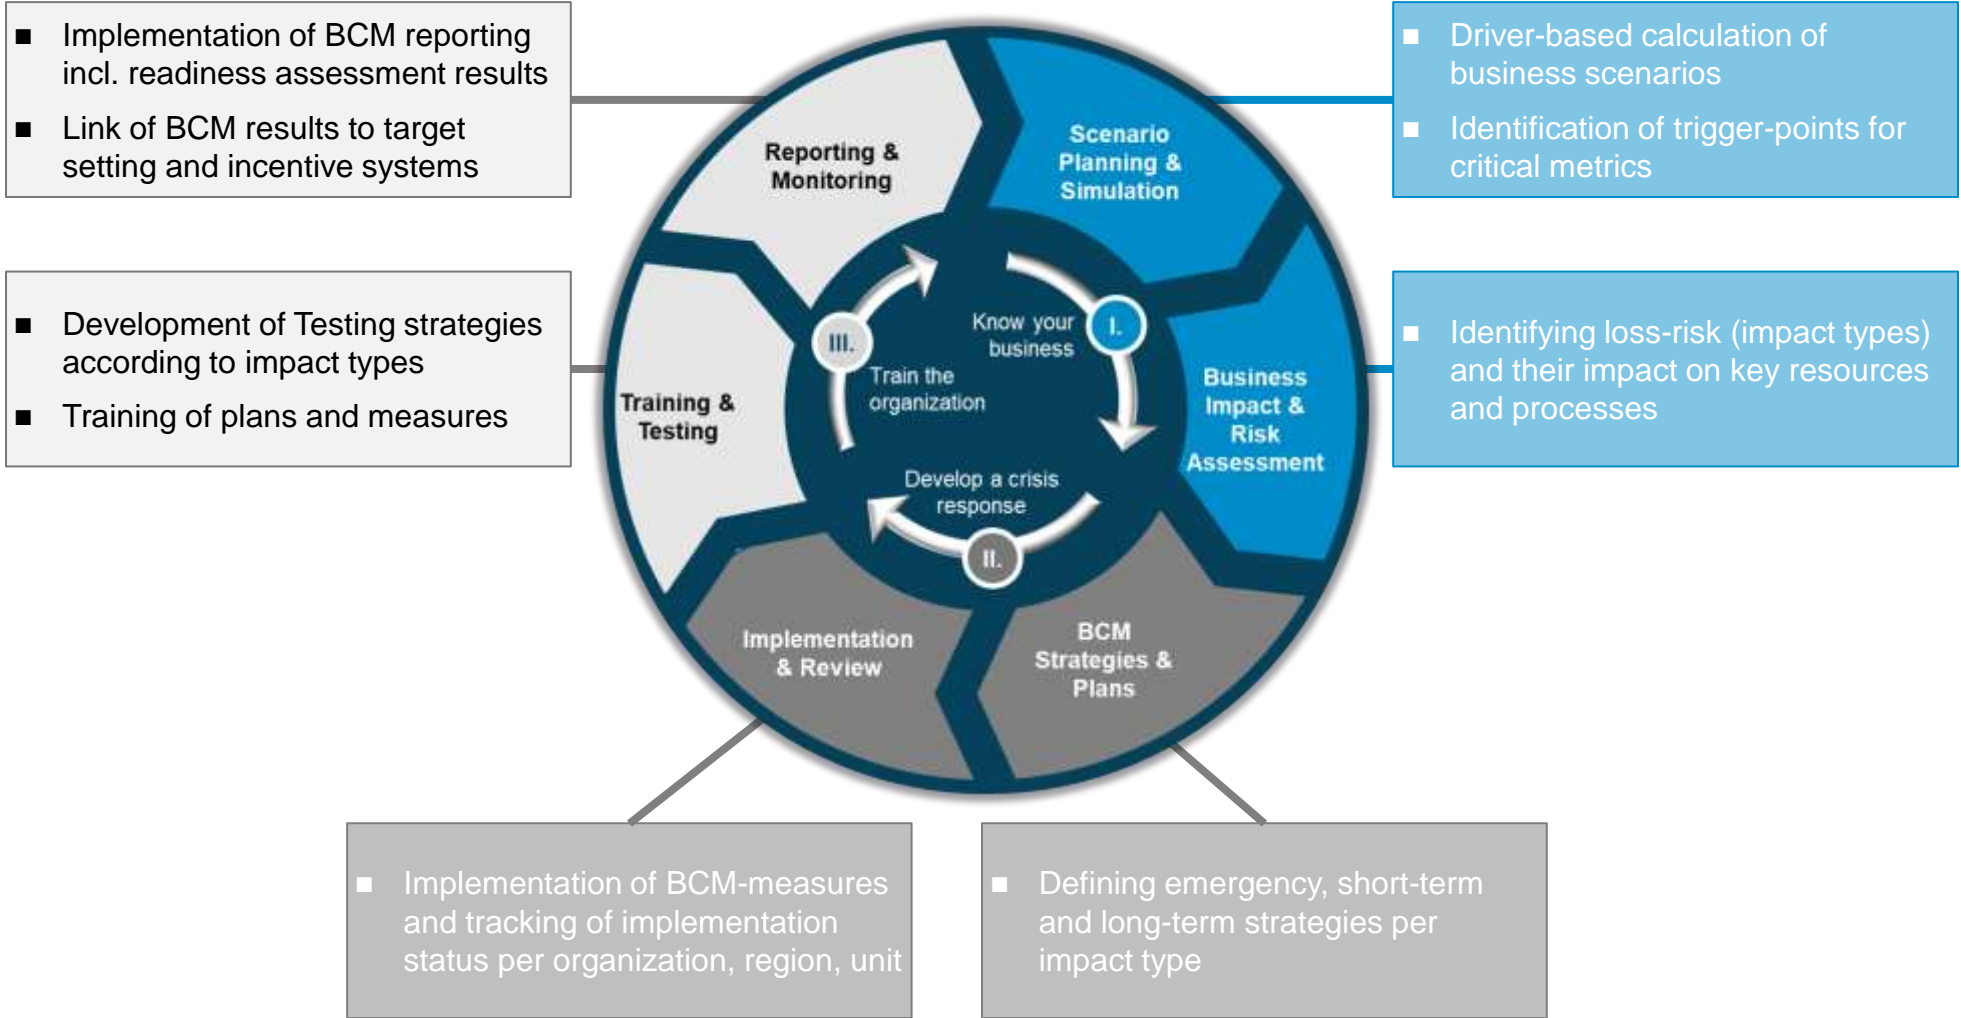 ■ Implementation of BCM reporting
incl. readiness assessment results
■ Link of BCM results to target
setting and incentive systems
■ Driver-based calculation of
business scenarios
■ Identification of trigger-points for
critical metrics
■ Development of Testing strategies
according to impact types
■ Training of plans and measures
■ Identifying loss-risk (impact types)
and their impact on key resources
and processes
Reporting &
Monitoring
Scenario
Planning &
Simulation
Training &
Testing
Business
Impact &
Risk
Assessment
Implementation
& Review
BCM
Strategies &
Plans
Know your
business
I.
III.
Train the
organization
Develop a crisis
response
II.
■ Implementation of BCM-measures
and tracking of implementation
status per organization, region, unit
■ Defining emergency, short-term
and long-term strategies per
impact type